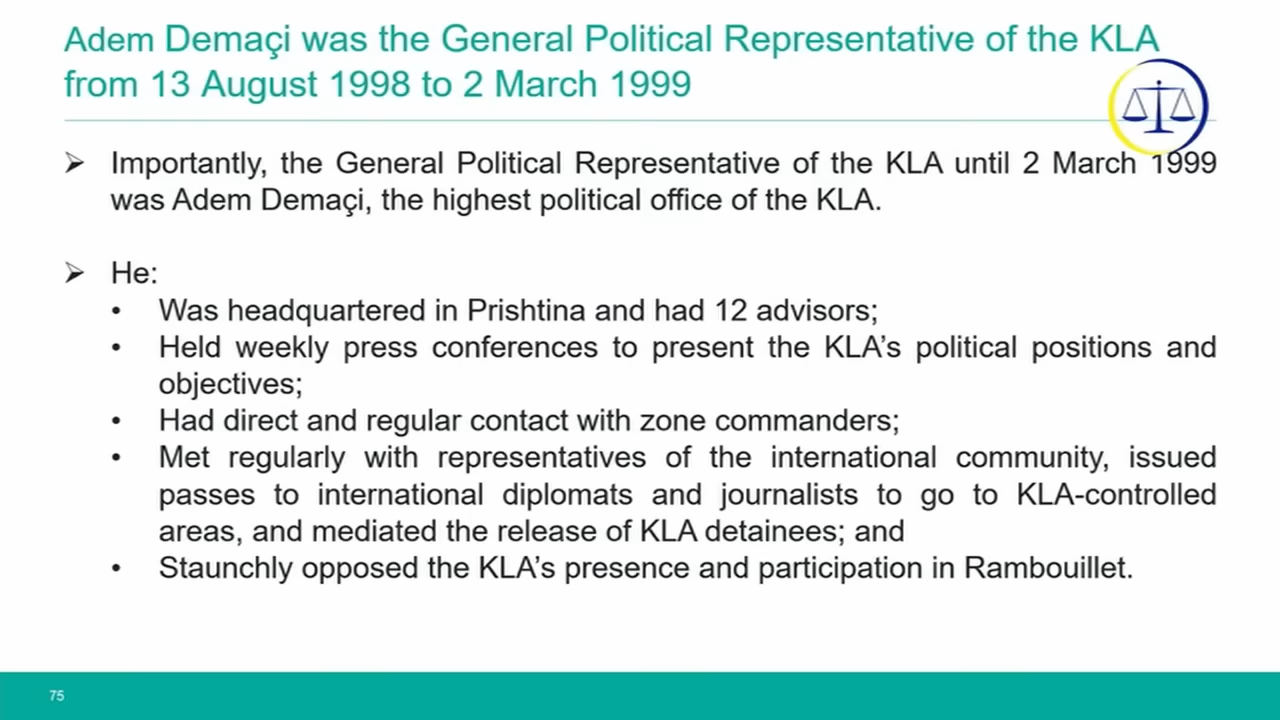 Adem Demaçi was the General Political Representative of the KLA
from 13 August 1998 to 2 March 1999
➢ Importantly, the General Political Representative of the KLA until 2 March 1999
was Adem Demaçi, the highest political office of the KLA.
➢ He:
• Was headquartered in Prishtina and had 12 advisors;
• Held weekly press conferences to present the KLA’s political positions and
objectives;
• Had direct and regular contact with zone commanders;
• Met regularly with representatives of the international community, issued
passes to international diplomats and journalists to go to KLA-controlled
areas, and mediated the release of KLA detainees; and
• Staunchly opposed the KLA’s presence and participation in Rambouillet.
75